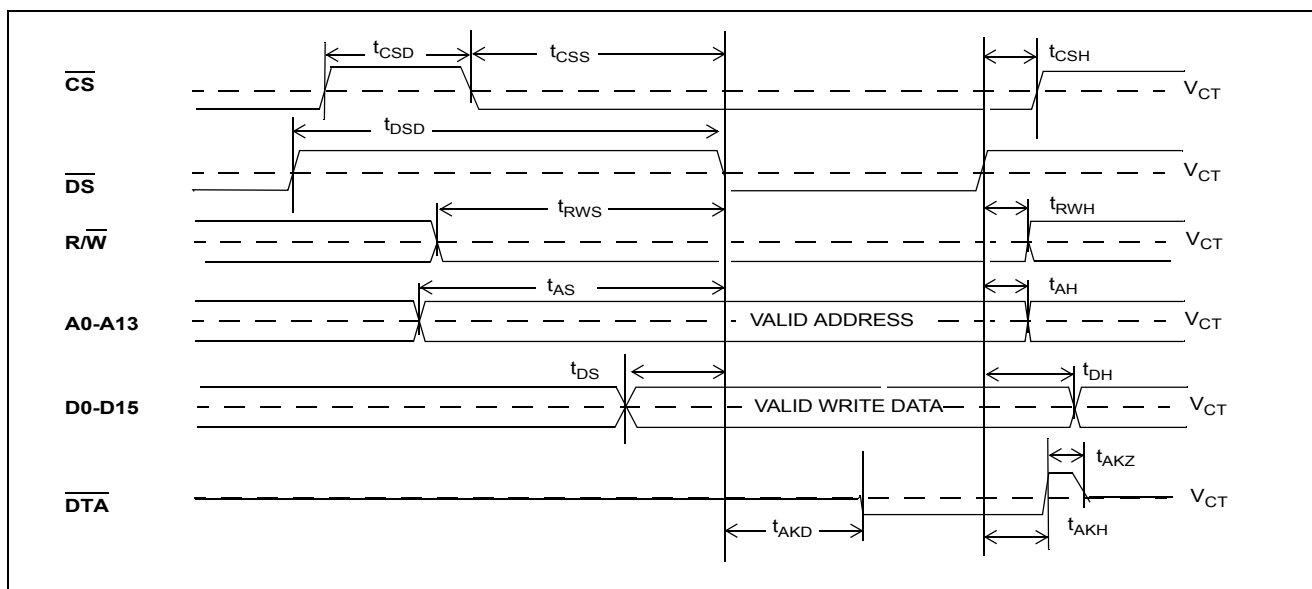 tCSD
tCSS
tCSH
CS
VCT
tDSD
DS
VCT
tRWS
tRWH
R/W
VCT
tAS
tAH
A0-A13
VALID ADDRESS
VCT
tDS
tDH
D0-D15
VALID WRITE DATA
VCT
tAKZ
DTA
VCT
tAKD
tAKH